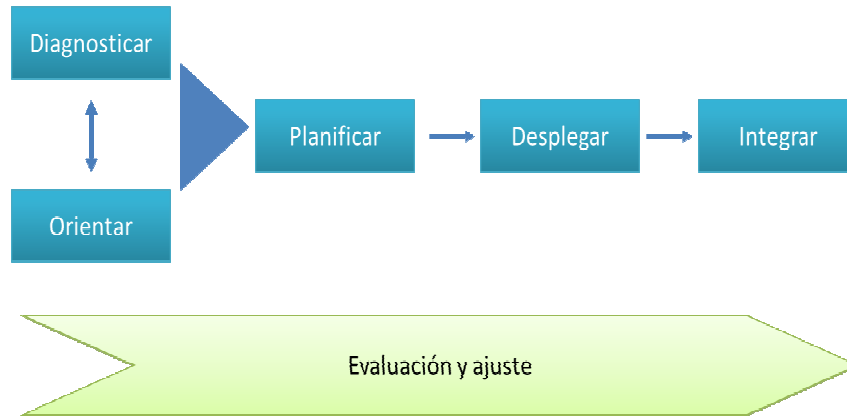 Diagnosticar
Orientar
Planificar
Desplegar
Integrar
Evaluación y ajuste